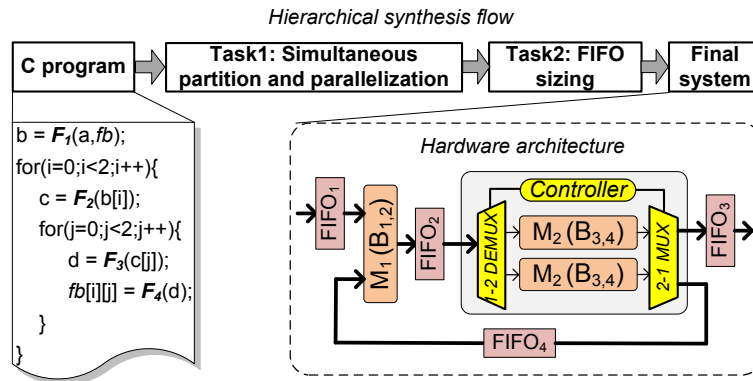 Hierarchical synthesis flow
C program
Task1: Simultaneous
partition and parallelization
Task2: FIFO
sizing
Final
system
b = F1(a,fb);
for(i=0;i<2;i++){
c = F2(b[i]);
for(j=0;j<2;j++){
d = F3(c[j]);
fb[i][j] = F4(d);
}
}
Hardware architecture
FIFO1
M1 (B1,2)
FIFO2
Controller
1-2 DEMUX
M2 (B3,4)
M2 (B3,4)
2-1 MUX
FIFO3
FIFO4